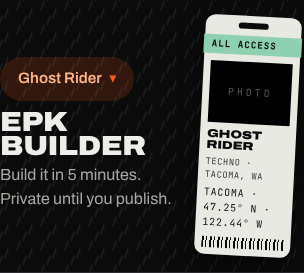 Ghost Rider ▾
EPK
BUILDER
Build it in 5 minutes.
Private until you publish.
ALL ACCESS
PHOTO
GHOST
RIDER
TECHNO ·
TACOMA, WA
TACOMA ·
47.25° N ·
122.44° W